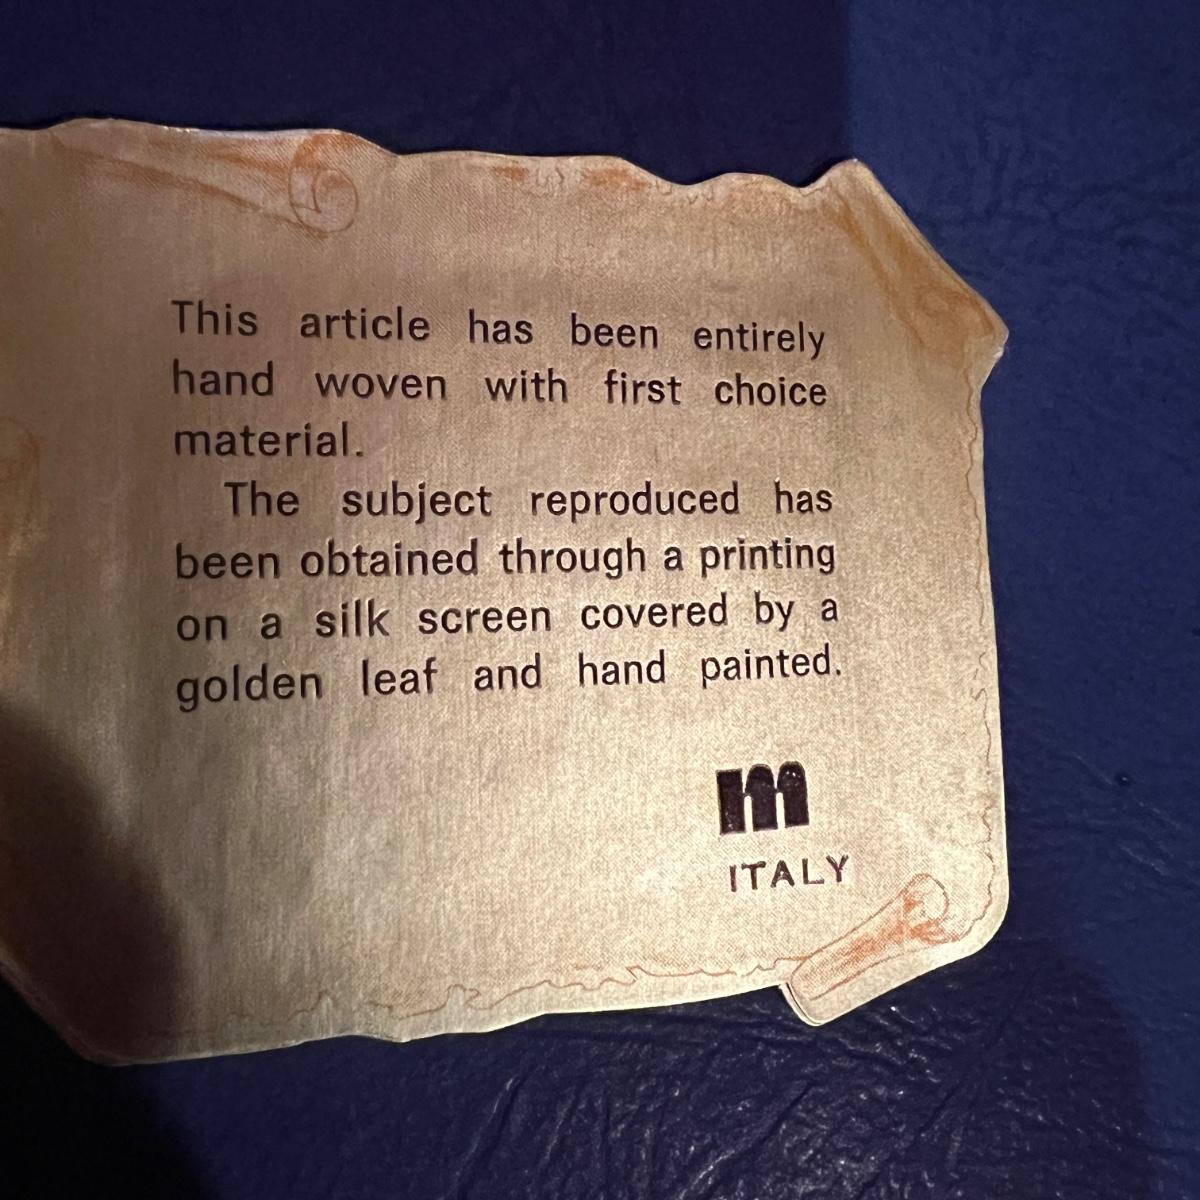 This article has been entirely
hand woven with first choice
material.
The subject reproduced has
been obtained through a printing
on a silk screen covered by a
golden leaf and hand painted.
m
ITALY